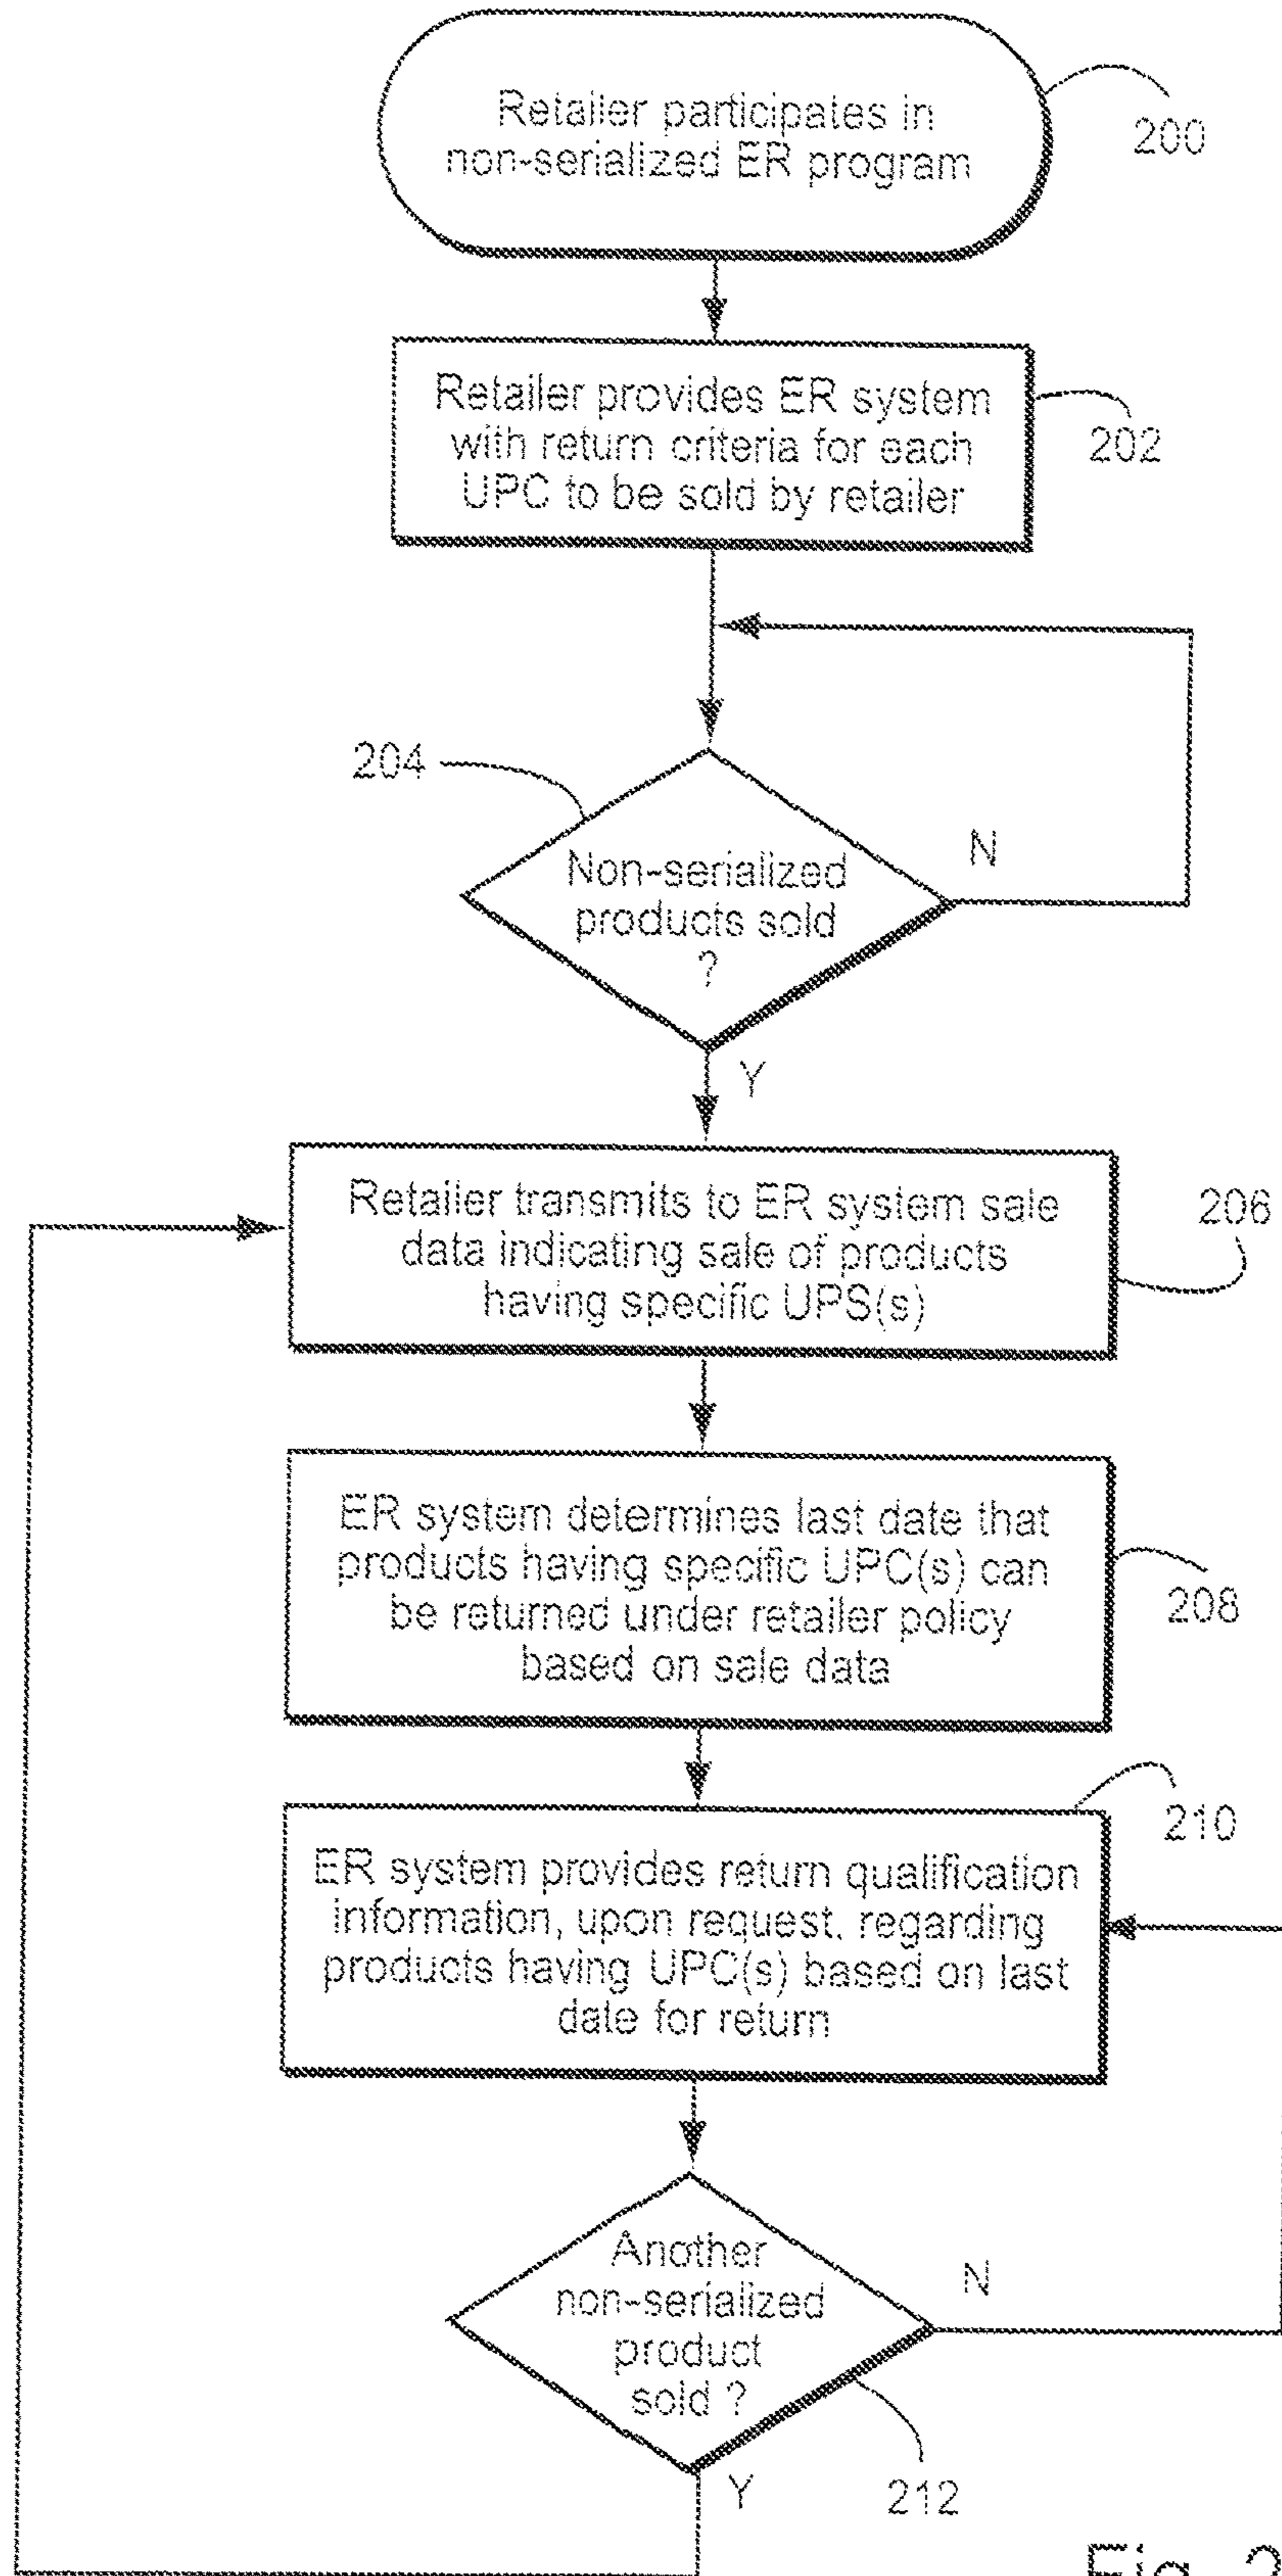 Retailer participates in
non-serialized ER program
200
Retailer provides ER system
with return criteria for each
UPC to be sold by retailer
202
204
Non-serialized
products sold
?
N
Y
Retailer transmits to ER system sale
data indicating sale of products
having specific UPS(s)
206
ER system determines last date that
products having specific UPC(s) can
be returned under retailer policy
based on sale data
208
210
ER system provides return qualification
information, upon request, regarding
products having UPC(s) based on last
date for return
Another
non-serialized
product
sold ?
N
Y
212
Fig. 2